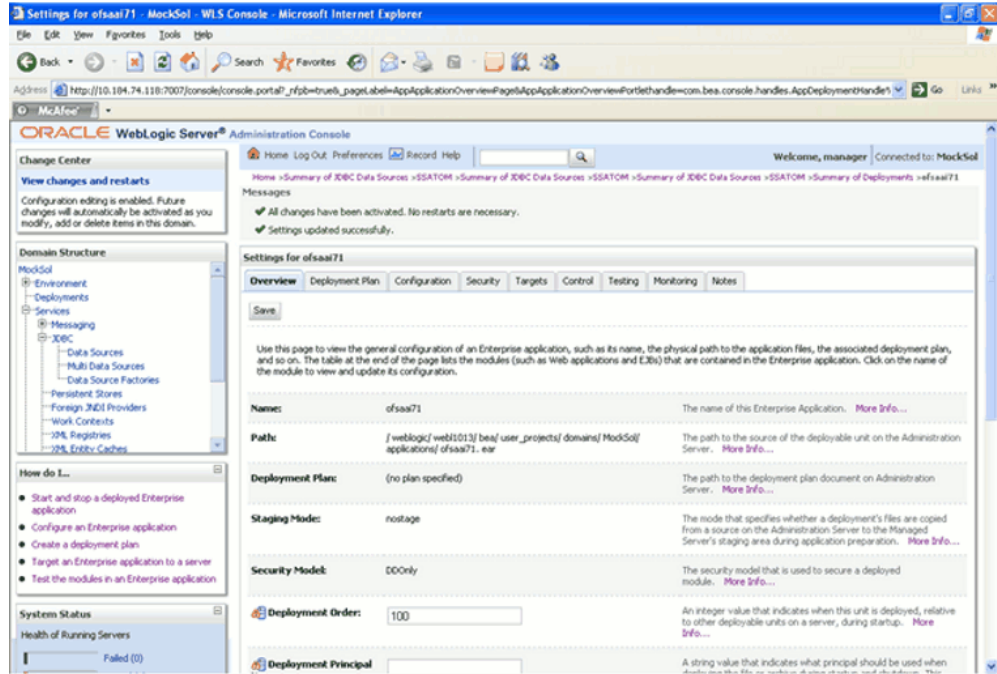 Settings for ofsaai71 - MockSol - WLS Console - Microsoft Internet Explorer
File Edit View Favorites Tools Help
Back Search Favorites
Address http://10.184.74.118:7007/console/console.portal?_nfpb=true&_pageLabel=AppApplicationOverviewPage&AppApplicationOverviewPortlethandle=com.bea.console.handles.AppDeploymentHandle% Go Links
McAfee
ORACLE WebLogic Server® Administration Console
Change Center
View changes and restarts
Configuration editing is enabled. Future
changes will automatically be activated as you
modify, add or delete items in this domain.
Domain Structure
MockSol
Environment
Deployments
Services
Messaging
JDBC
Data Sources
Multi Data Sources
Data Source Factories
Persistent Stores
Foreign JNDI Providers
Work Contexts
XML Registries
XML Entity Caches
How do I...
Start and stop a deployed Enterprise
application
Configure an Enterprise application
Create a deployment plan
Target an Enterprise application to a server
Test the modules in an Enterprise application
System Status
Health of Running Servers
Failed (0)
Home Log Out Preferences Record Help
Welcome, manager Connected to: MockSol
Home >Summary of JDBC Data Sources >SSATOM >Summary of JDBC Data Sources >SSATOM >Summary of JDBC Data Sources >SSATOM >Summary of Deployments >ofsaai71
Messages
All changes have been activated. No restarts are necessary.
Settings updated successfully.
Settings for ofsaai71
Overview Deployment Plan Configuration Security Targets Control Testing Monitoring Notes
Save
Use this page to view the general configuration of an Enterprise application, such as its name, the physical path to the application files, the associated deployment plan,
and so on. The table at the end of the page lists the modules (such as Web applications and EJBs) that are contained in the Enterprise application. Click on the name of
the module to view and update its configuration.
Name: ofsaai71 The name of this Enterprise Application. More Info...
Path: / weblogic/ webl1013/ bea/ user_projects/ domains/ MockSol/ The path to the source of the deployable unit on the Administration
applications/ ofsaai71. ear Server. More Info...
Deployment Plan: (no plan specified) The path to the deployment plan document on Administration
Server. More Info...
Staging Mode: nostage The mode that specifies whether a deployment's files are copied
from a source on the Administration Server to the Managed
Server's staging area during application preparation. More Info...
Security Model: DDOnly The security model that is used to secure a deployed
module. More Info...
Deployment Order: 100 An integer value that indicates when this unit is deployed, relative
to other deployable units on a server, during startup. More
Info...
Deployment Principal A string value that indicates what principal should be used when